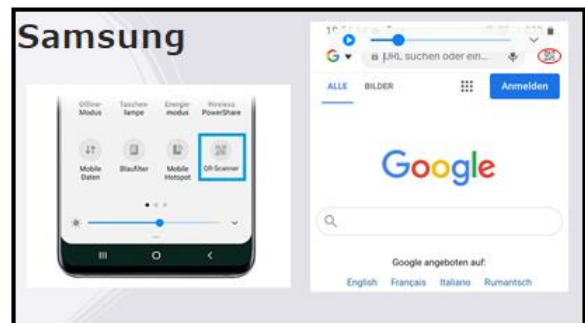 Samsung
Offline- Taschen- Energie- Wireless
Modus lampe modus PowerShare
Mobile Blaufilter Mobile QR-Scanner
Daten Hotspot
URL suchen oder ein...
ALLE BILDER Anmelden
Google
Google angeboten auf:
English Français Italiano Rumantsch